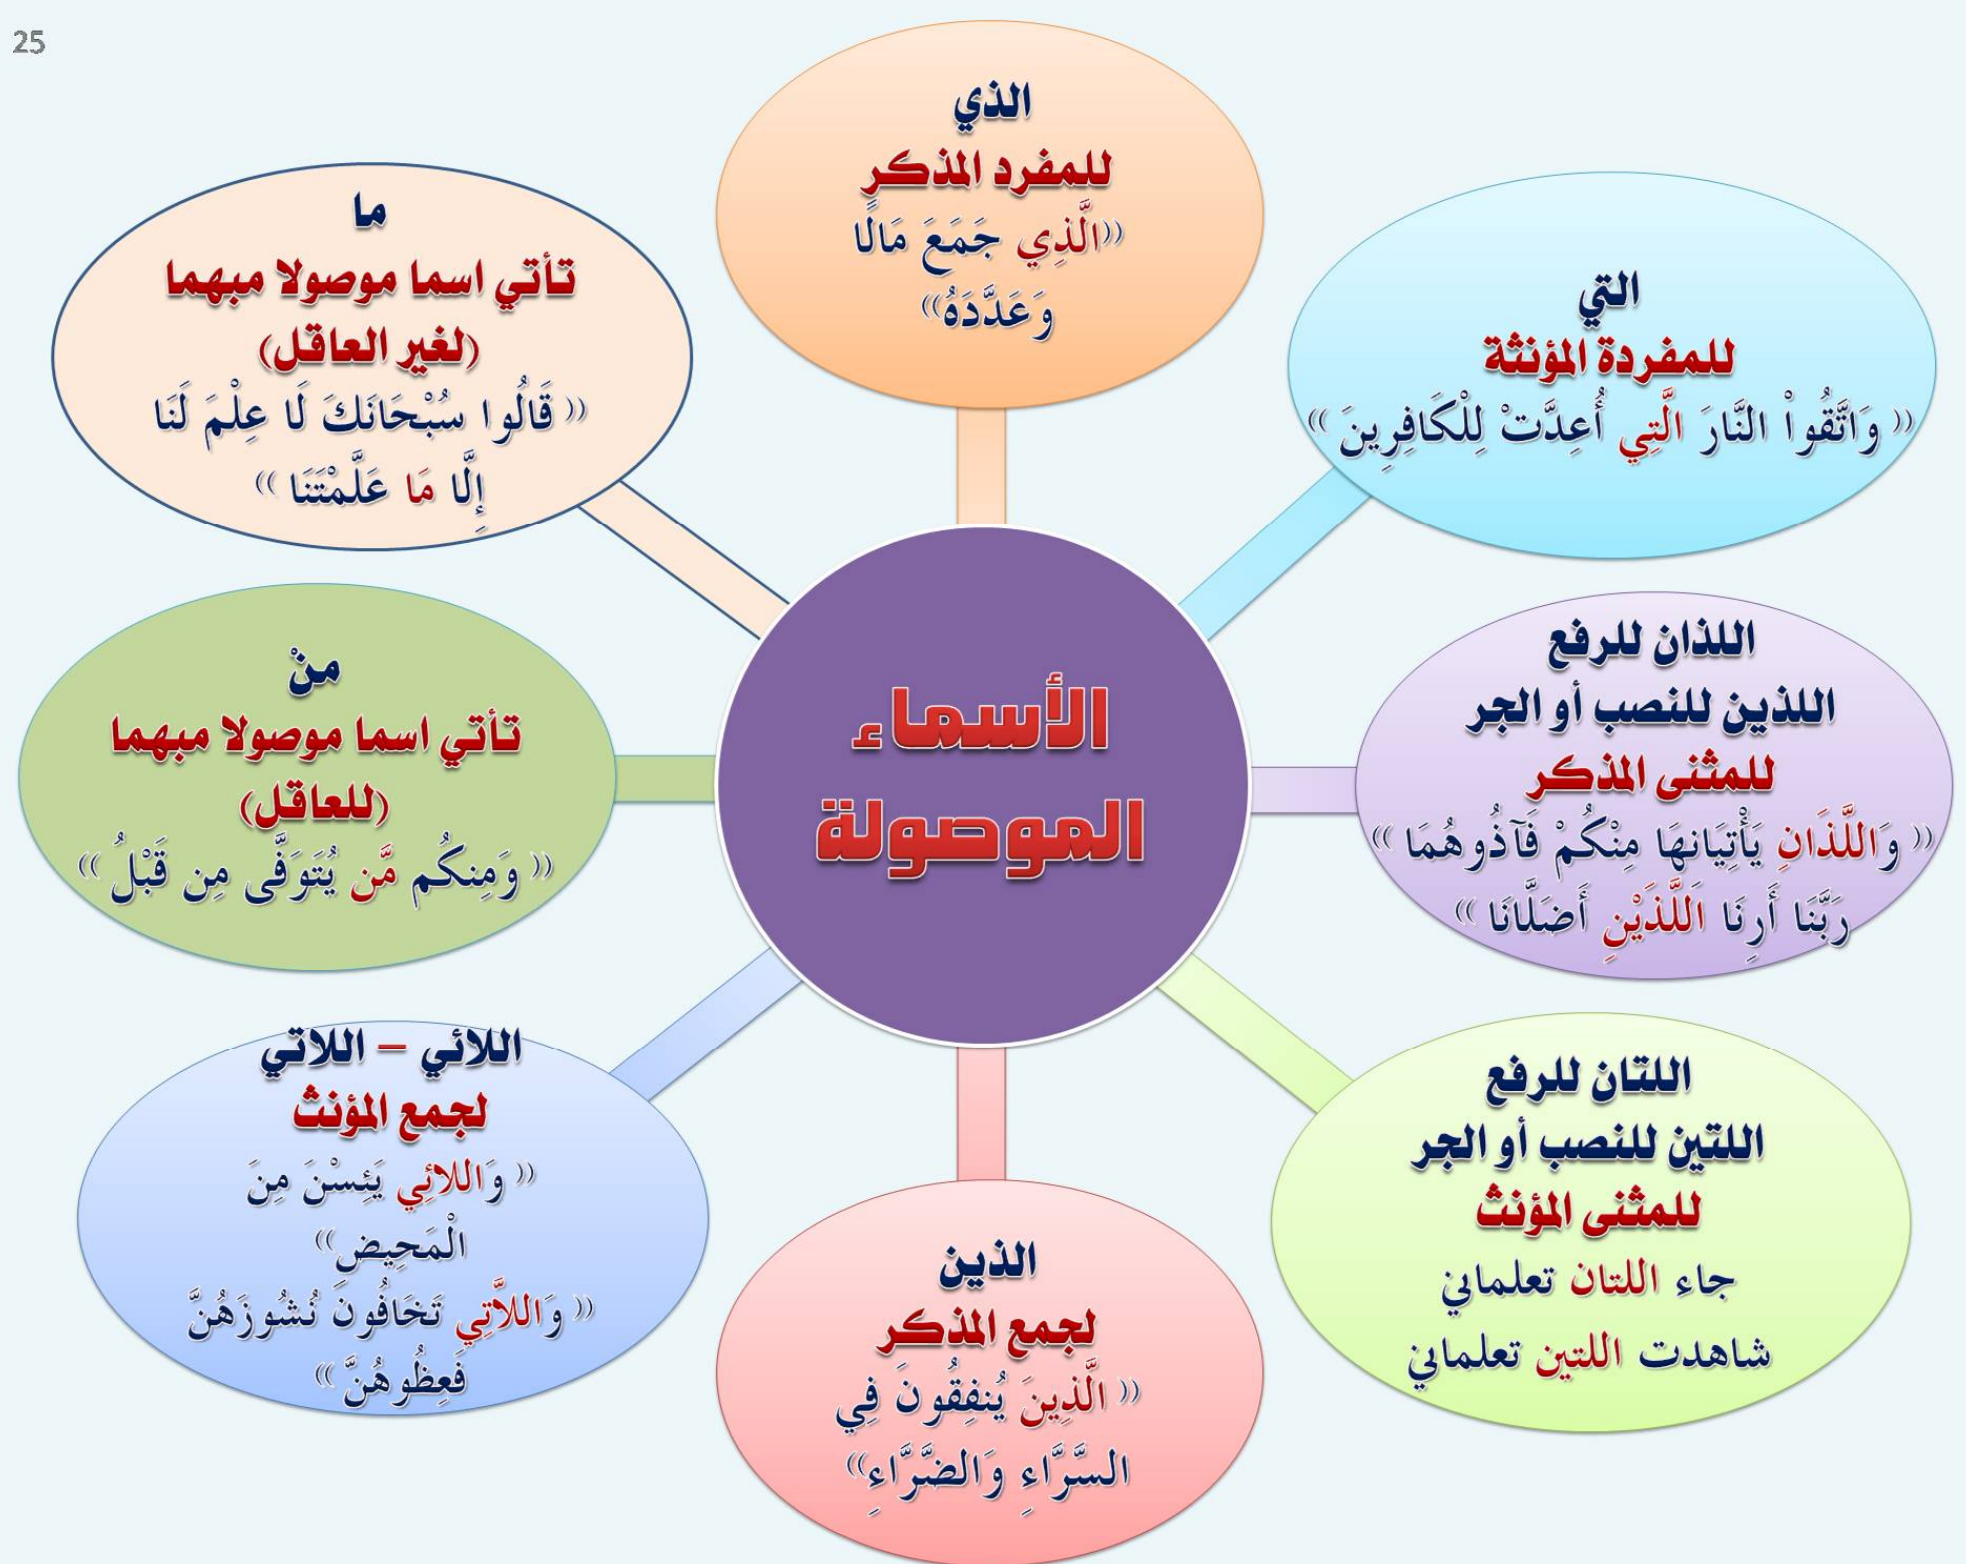 25
الأسماء
الموصولة
الذي
للمفرد المذكر
((الَّذِي جَمَعَ مَالًا
وَعَدَّدَهُ))
التي
للمفردة المؤنثة
(( وَاتَّقُواْ النَّارَ الَّتِي أُعِدَّتْ لِلْكَافِرِينَ ))
اللذان للرفع
اللذين للنصب أو الجر
للمثنى المذكر
(( وَاللَّذَانِ يَأْتِيَانِهَا مِنْكُمْ فَآذُوهُمَا ))
رَبَّنَا أَرِنَا اللَّذَيْنِ أَضَلَّانَا ))
اللتان للرفع
اللتين للنصب أو الجر
للمثنى المؤنث
جاء اللتان تعلماني
شاهدت اللتين تعلماني
الذين
لجمع المذكر
(( الَّذِينَ يُنفِقُونَ فِي
السَّرَّاءِ وَالضَّرَّاءِ))
اللائي – اللاتي
لجمع المؤنث
(( وَاللائِي يَئِسْنَ مِنَ
الْمَحِيضِ))
(( وَاللاَّتِي تَخَافُونَ نُشُوزَهُنَّ
فَعِظُوهُنَّ ))
منْ
تأتي اسما موصولا مبهما
(للعاقل)
(( وَمِنكُم مَّن يُتَوَفَّى مِن قَبْلُ ))
ما
تأتي اسما موصولا مبهما
(لغير العاقل)
(( قَالُوا سُبْحَانَكَ لَا عِلْمَ لَنَا
إِلَّا مَا عَلَّمْتَنَا ))